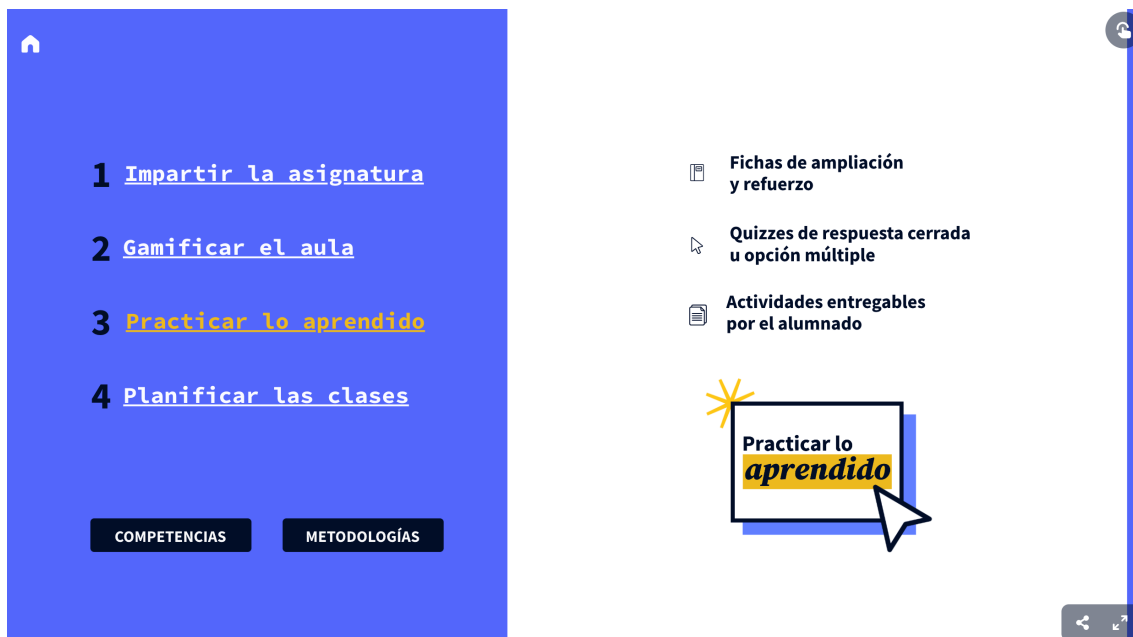 1 Impartir la asignatura
2 Gamificar el aula
3 Practicar lo aprendido
4 Planificar las clases
COMPETENCIAS
METODOLOGÍAS
Fichas de ampliación
y refuerzo
Quizzes de respuesta cerrada
u opción múltiple
Actividades entregables
por el alumnado
Practicar lo
aprendido